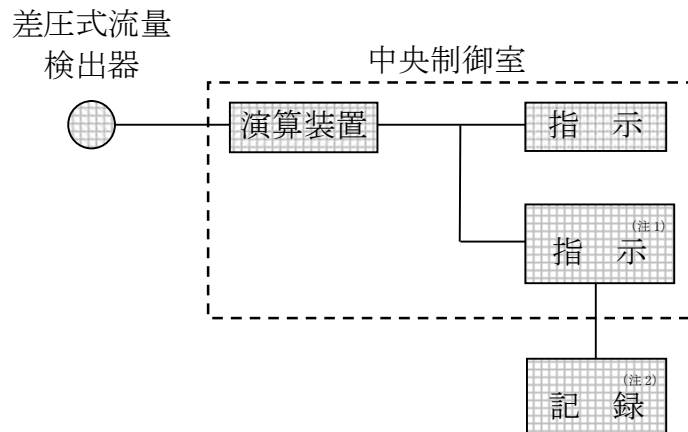 差圧式流量
検出器
中央制御室
演算装置
指 示
(注1)
指 示
(注2)
記 録